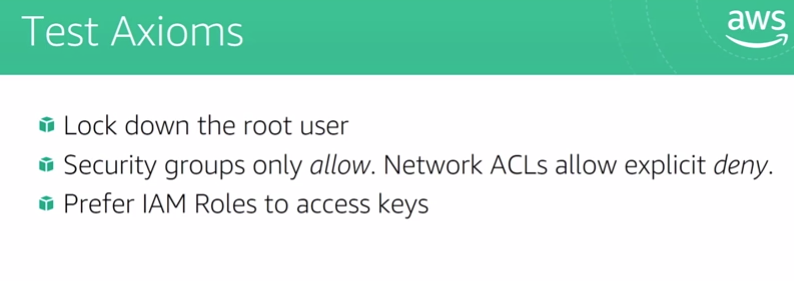 Test Axioms
aws
Lock down the root user
Security groups only allow. Network ACLs allow explicit deny.
Prefer IAM Roles to access keys